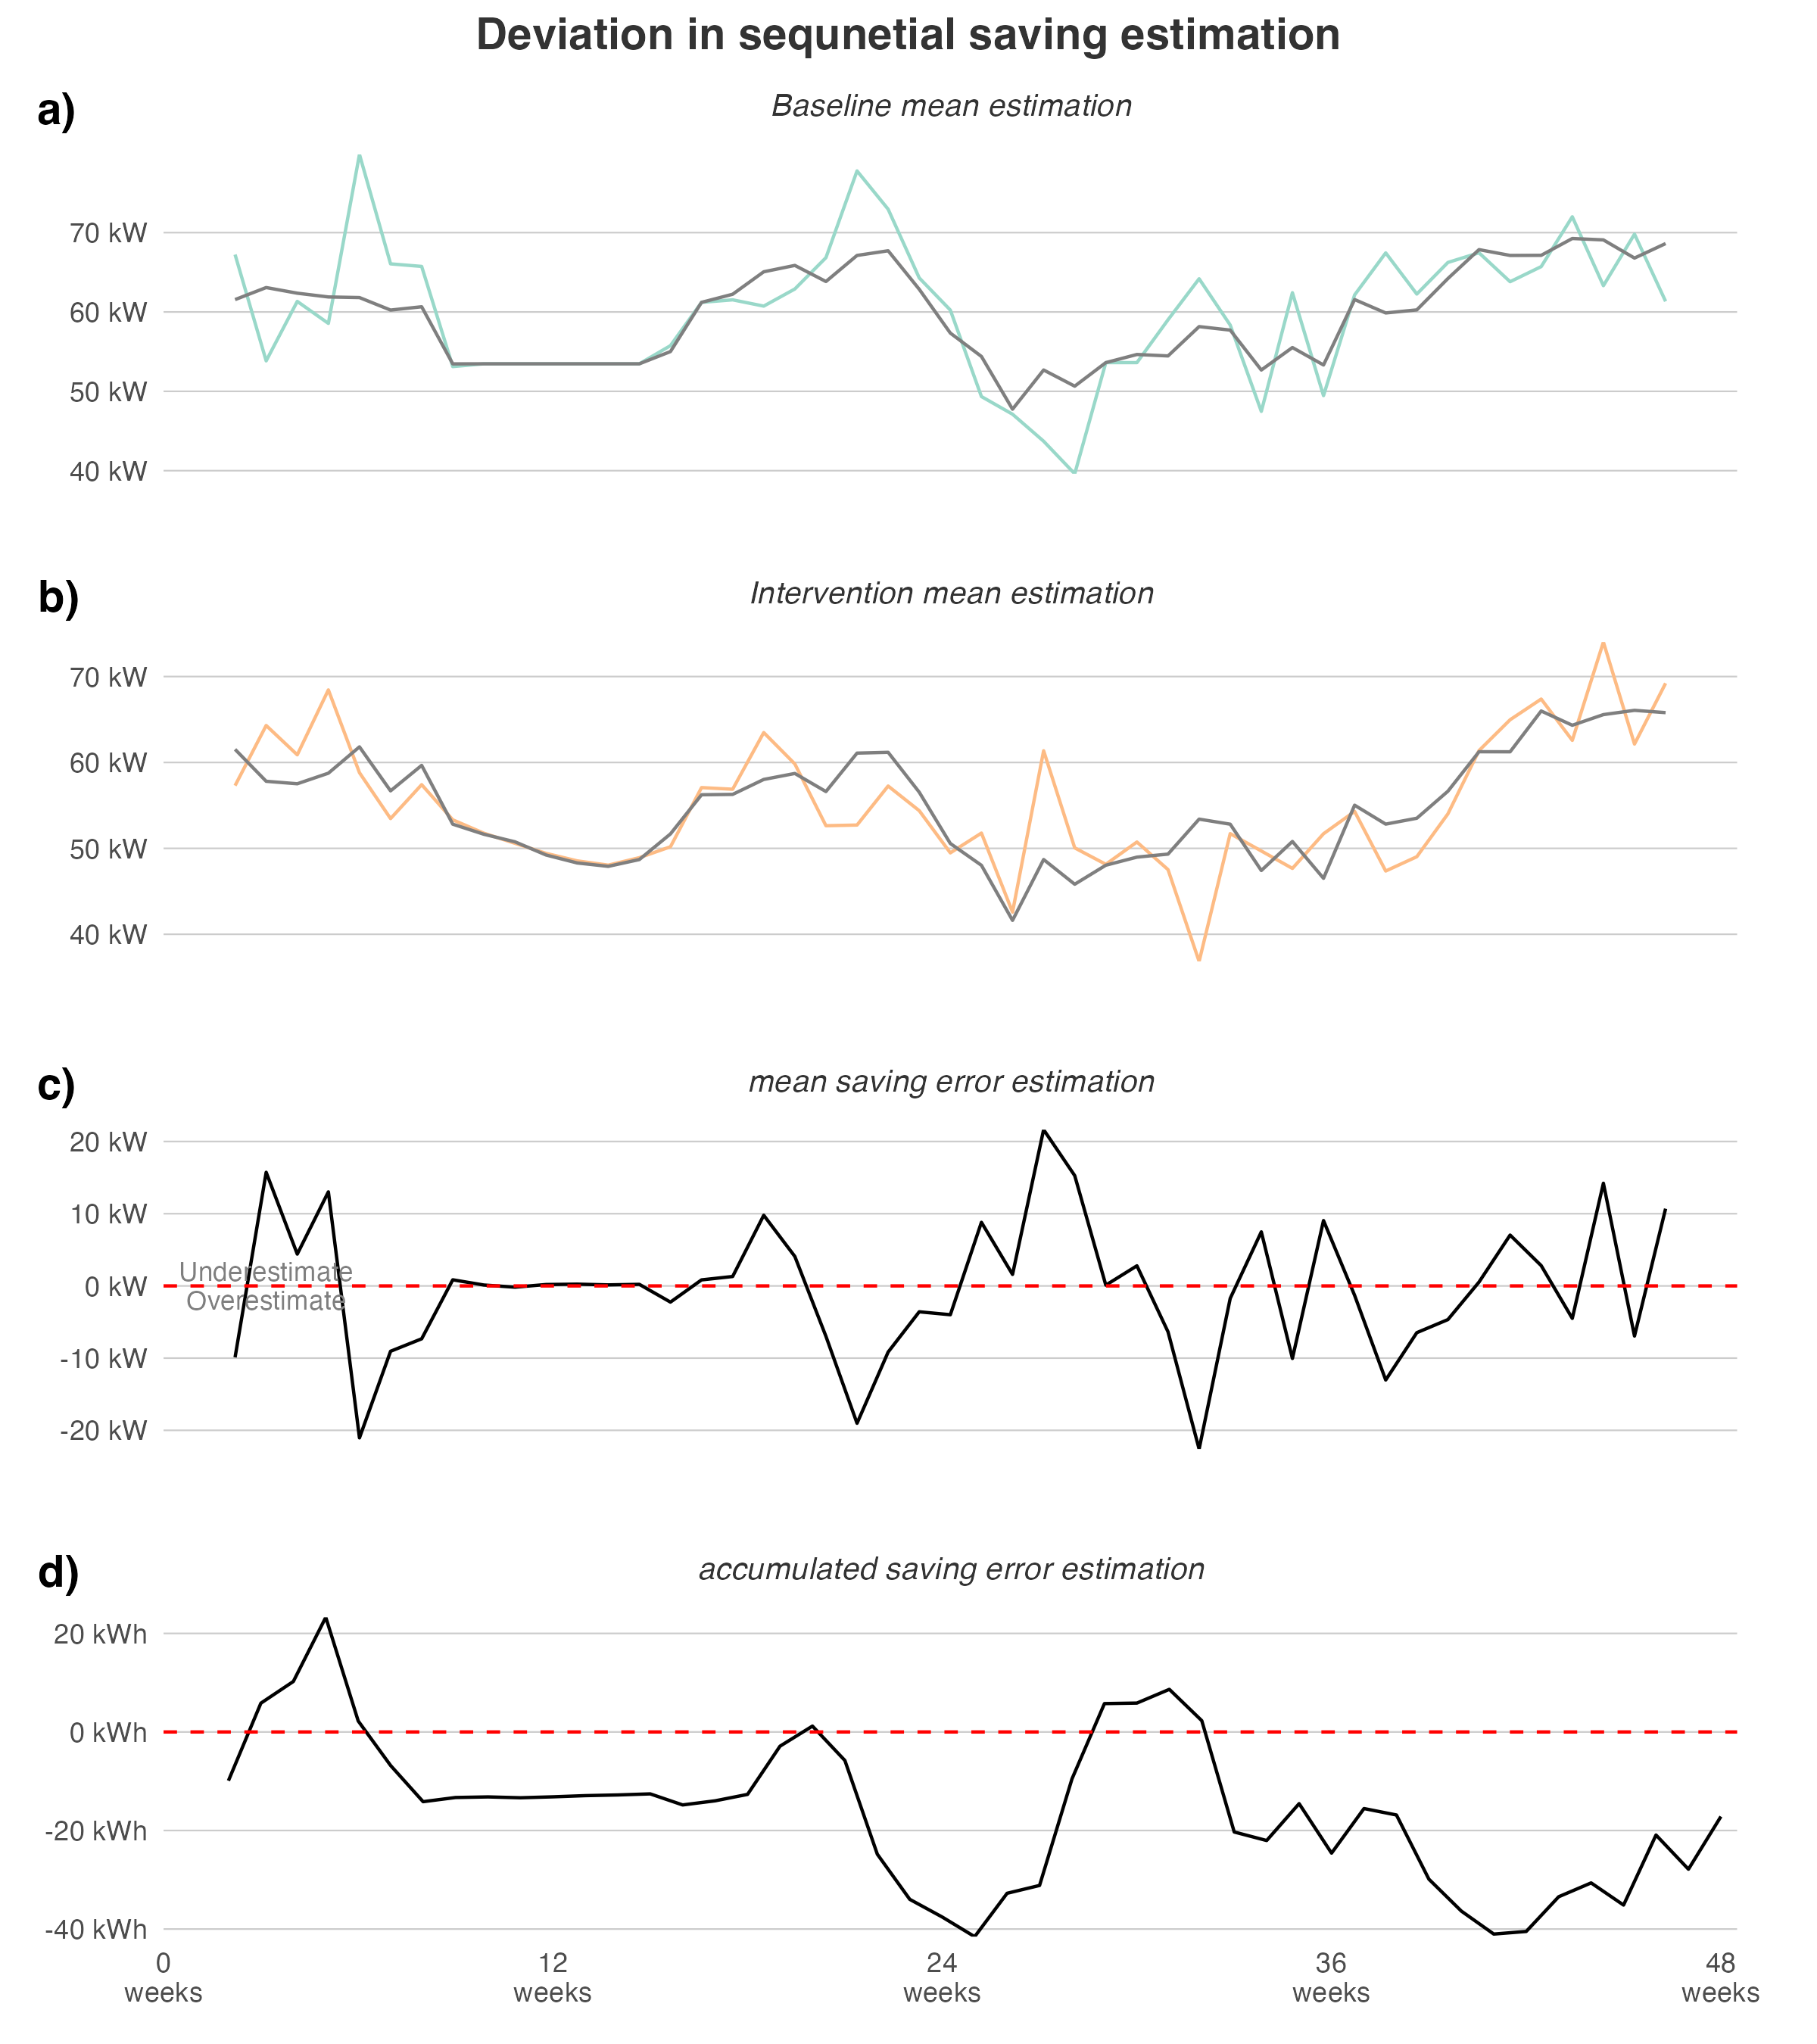 Deviation in sequnetial saving estimation
a)
Baseline mean estimation
70 kW
60 kW
50 kW
40 kW
b)
Intervention mean estimation
70 kW
60 kW
50 kW
40 kW
c)
mean saving error estimation
20 kW
10 kW
Underestimate
0 kW
Overestimate
-10 kW
-20 kW
d)
accumulated saving error estimation
20 kWh
0 kWh
-20 kWh
-40 kWh
0 12 24 36 48
weeks weeks weeks weeks weeks